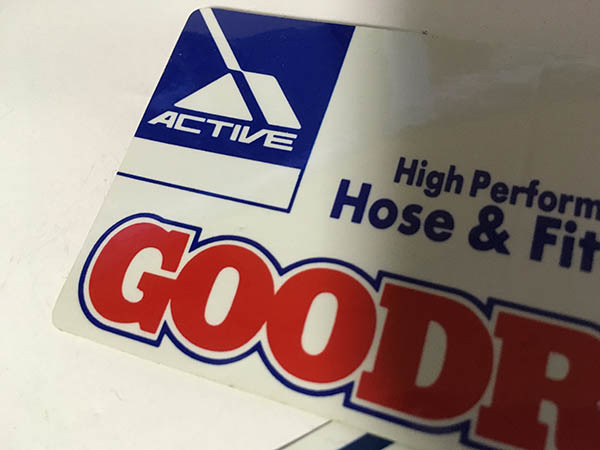 ACTIVE
High Perform
Hose & Fit
GOODR